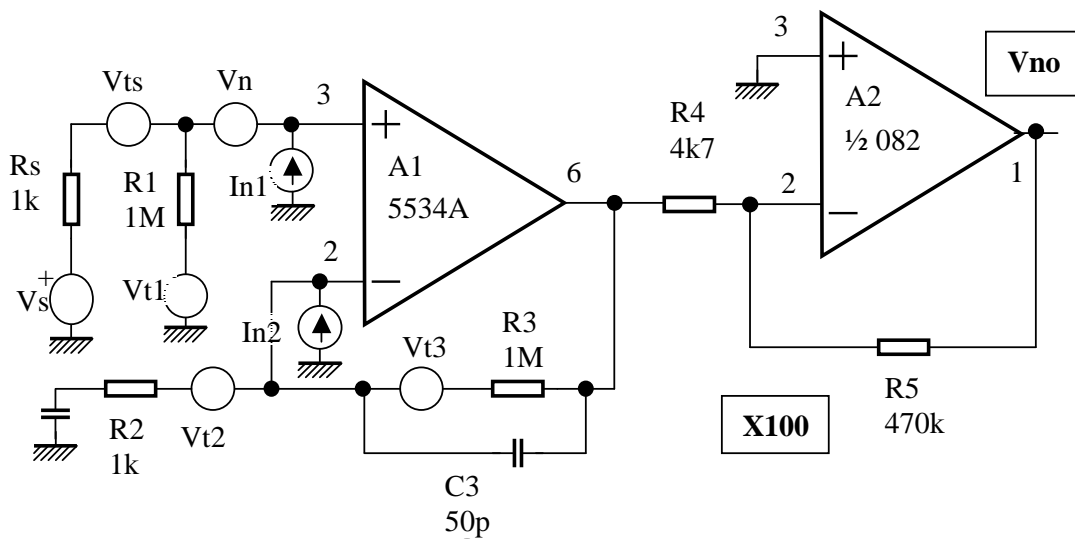 3
Vno
Vts
Vn
3
R4
4k7
A2
½ 082
Rs
1k
R1
1M
In1
A1
5534A
6
2
1
2
+
Vs
Vt1
In2
Vt3
R3
1M
R2
1k
Vt2
X100
R5
470k
C3
50p